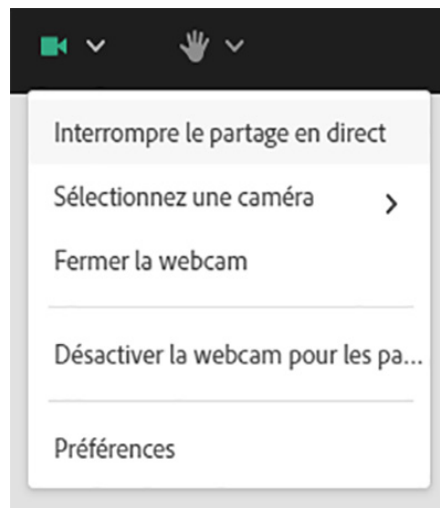 Interrompre le partage en direct
Sélectionnez une caméra
Fermer la webcam
Désactiver la webcam pour les pa...
Préférences